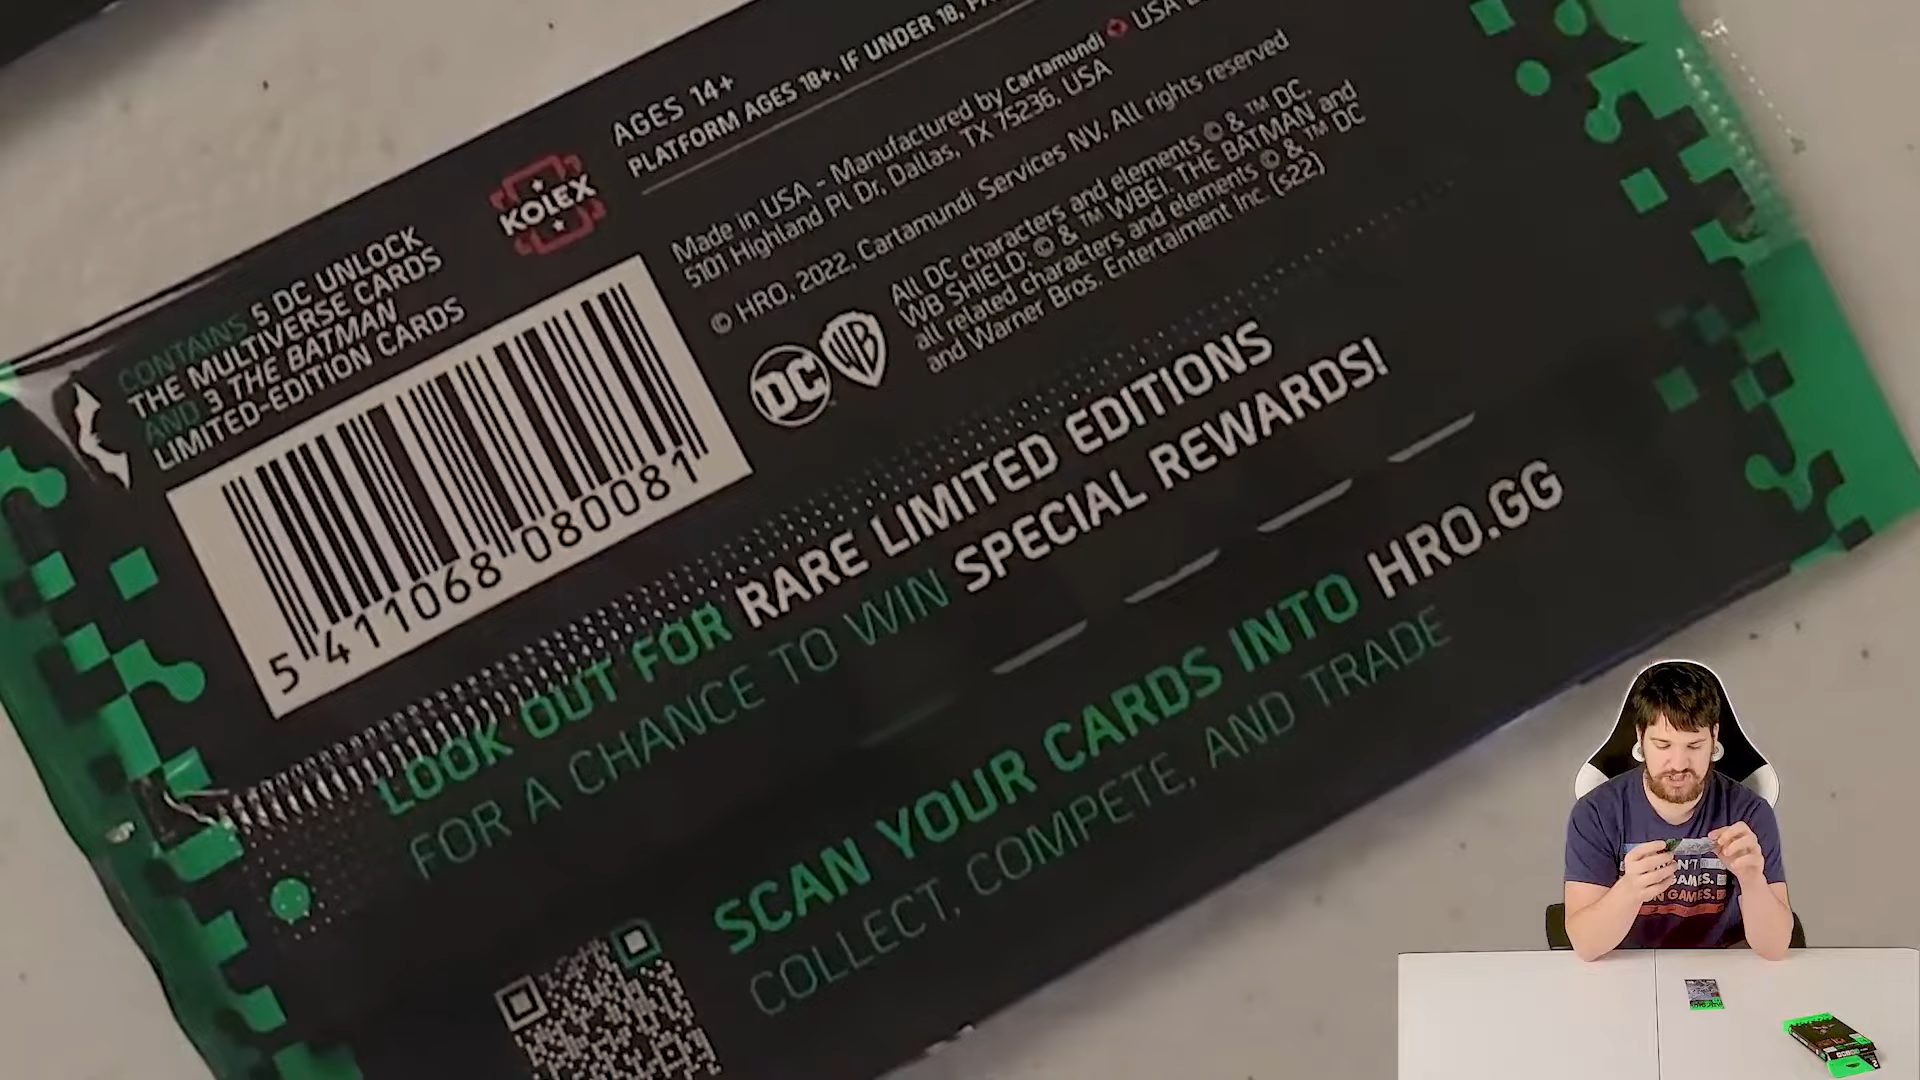 AGES 14+
PLATFORM AGES 18+, IF UNDER 18,
KOLEX
Made in USA - Manufactured by Cartamundi USA
5101 Highland Pl Dr, Dallas, TX 75236, USA
© HRO, 2022, Cartamundi Services NV. All rights reserved
CONTAINS 5 DC UNLOCK
THE MULTIVERSE CARDS
AND 3 THE BATMAN
LIMITED-EDITION CARDS
5 411068 080081
DC
WB
All DC characters and elements © & ™ DC.
WB SHIELD: © & ™ WBEI. THE BATMAN and
all related characters and elements © & ™ DC
and Warner Bros. Entertainment Inc. (s22)
LOOK OUT FOR RARE LIMITED EDITIONS
FOR A CHANCE TO WIN SPECIAL REWARDS!
SCAN YOUR CARDS INTO HRO.GG
COLLECT, COMPETE, AND TRADE
GAMES.
GAMES.